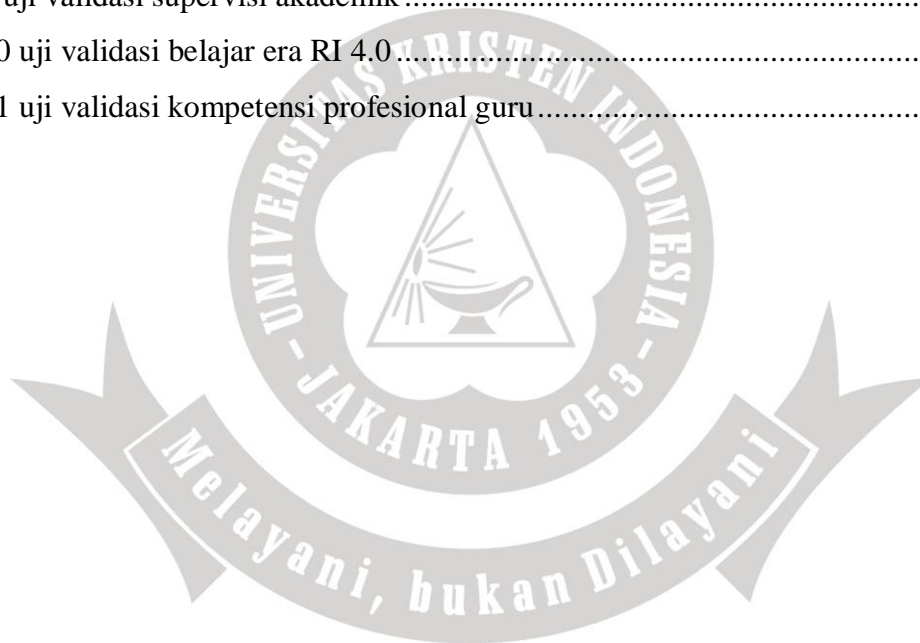 uji validasi supervisi akademik ............................................................
0 uji validasi belajar era RI 4.0 ............................................................
1 uji validasi kompetensi profesional guru ............................................
UNIVERSITAS KRISTEN INDONESIA
- JAKARTA 1953 -
Melayani, bukan Dilayani